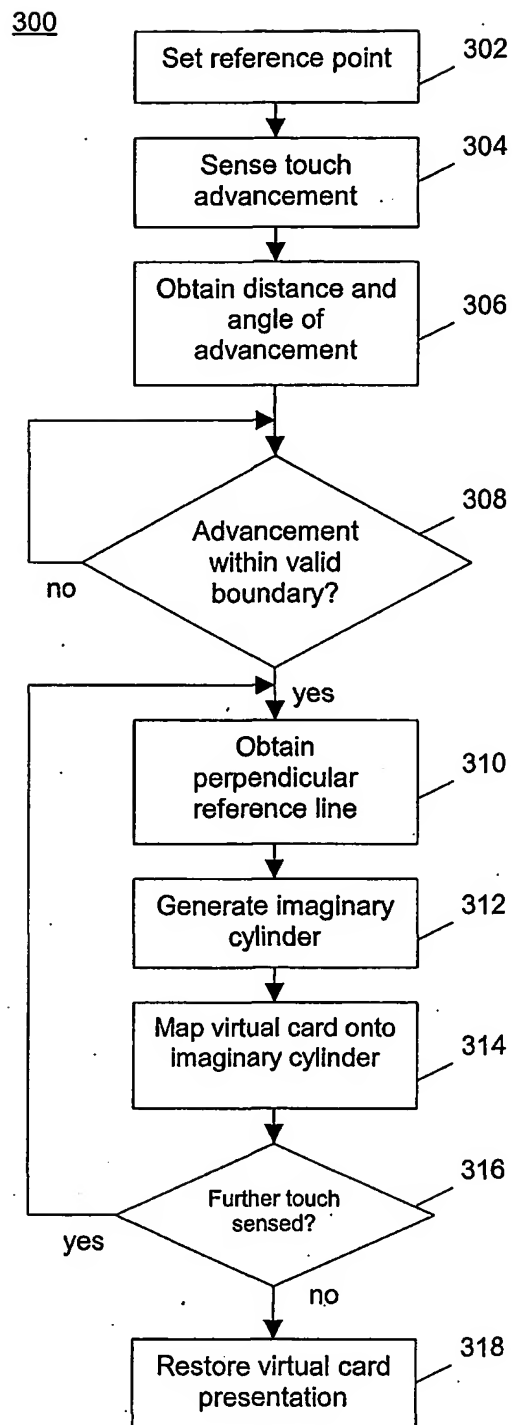 300
Set reference point
302
Sense touch
advancement
304
Obtain distance and
angle of
advancement
306
308
Advancement
within valid
boundary?
no
yes
Obtain
perpendicular
reference line
310
Generate imaginary
cylinder
312
Map virtual card onto
imaginary cylinder
314
316
Further touch
sensed?
yes
no
Restore virtual card
presentation
318